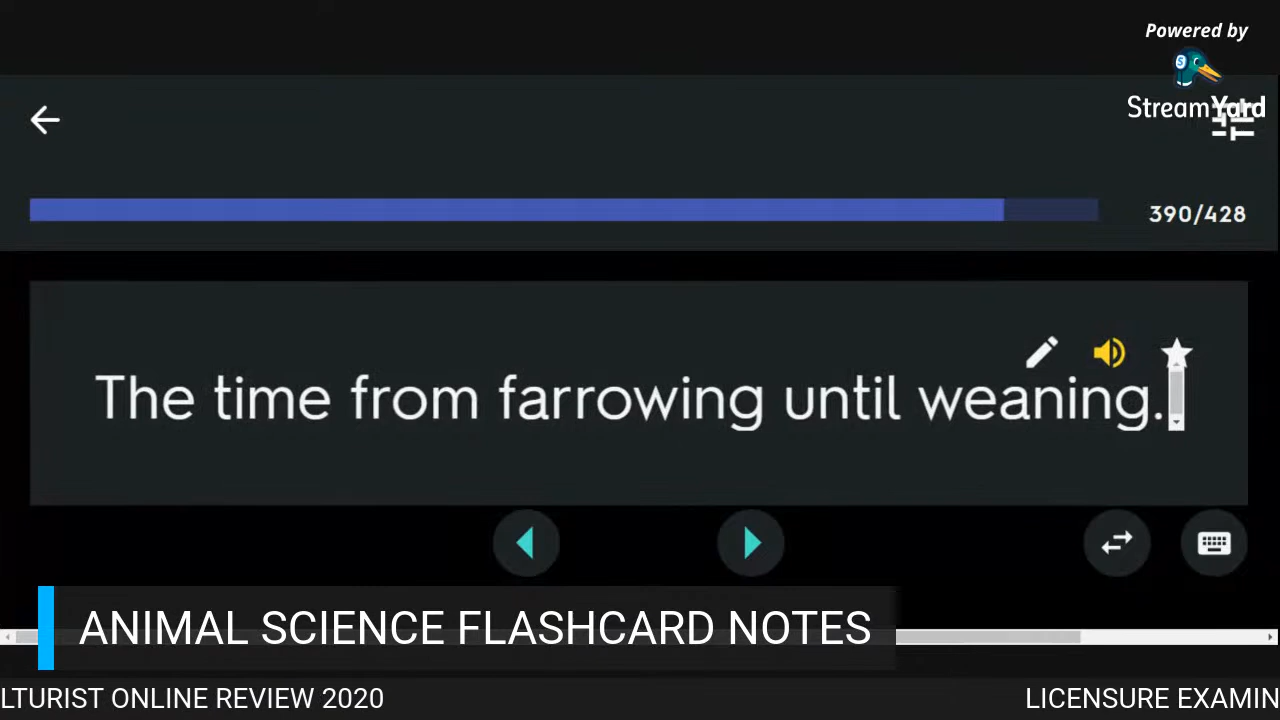 Powered by
StreamYard
390/428
The time from farrowing until weaning.
ANIMAL SCIENCE FLASHCARD NOTES
LTURIST ONLINE REVIEW 2020
LICENSURE EXAMIN